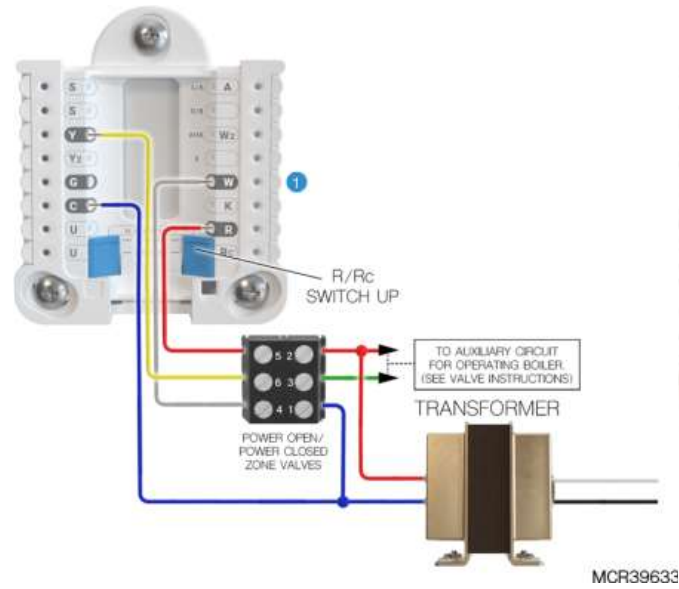 S
S
Y
Y2
G
C
U
U
A
W2
W
K
R
Rc
1
R/Rc
SWITCH UP
5 2
6 3
4 1
POWER OPEN/
POWER CLOSED
ZONE VALVES
TO AUXILIARY CIRCUIT
FOR OPERATING BOILER.
(SEE VALVE INSTRUCTIONS)
TRANSFORMER
MCR39633